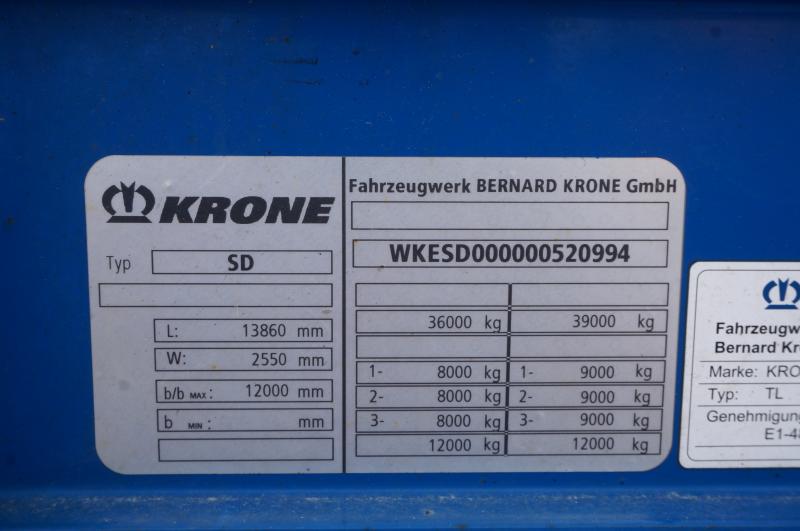 KRONE
Typ SD
L: 13860 mm
W: 2550 mm
b/b MAX : 12000 mm
b MIN : mm
Fahrzeugwerk BERNARD KRONE GmbH
WKESD000000520994
36000 kg 39000 kg
1- 8000 kg 1- 9000 kg
2- 8000 kg 2- 9000 kg
3- 8000 kg 3- 9000 kg
12000 kg 12000 kg
Fahrzeugw
Bernard Kr
Marke: KRO
Typ: TL
Genehmigung
E1-48